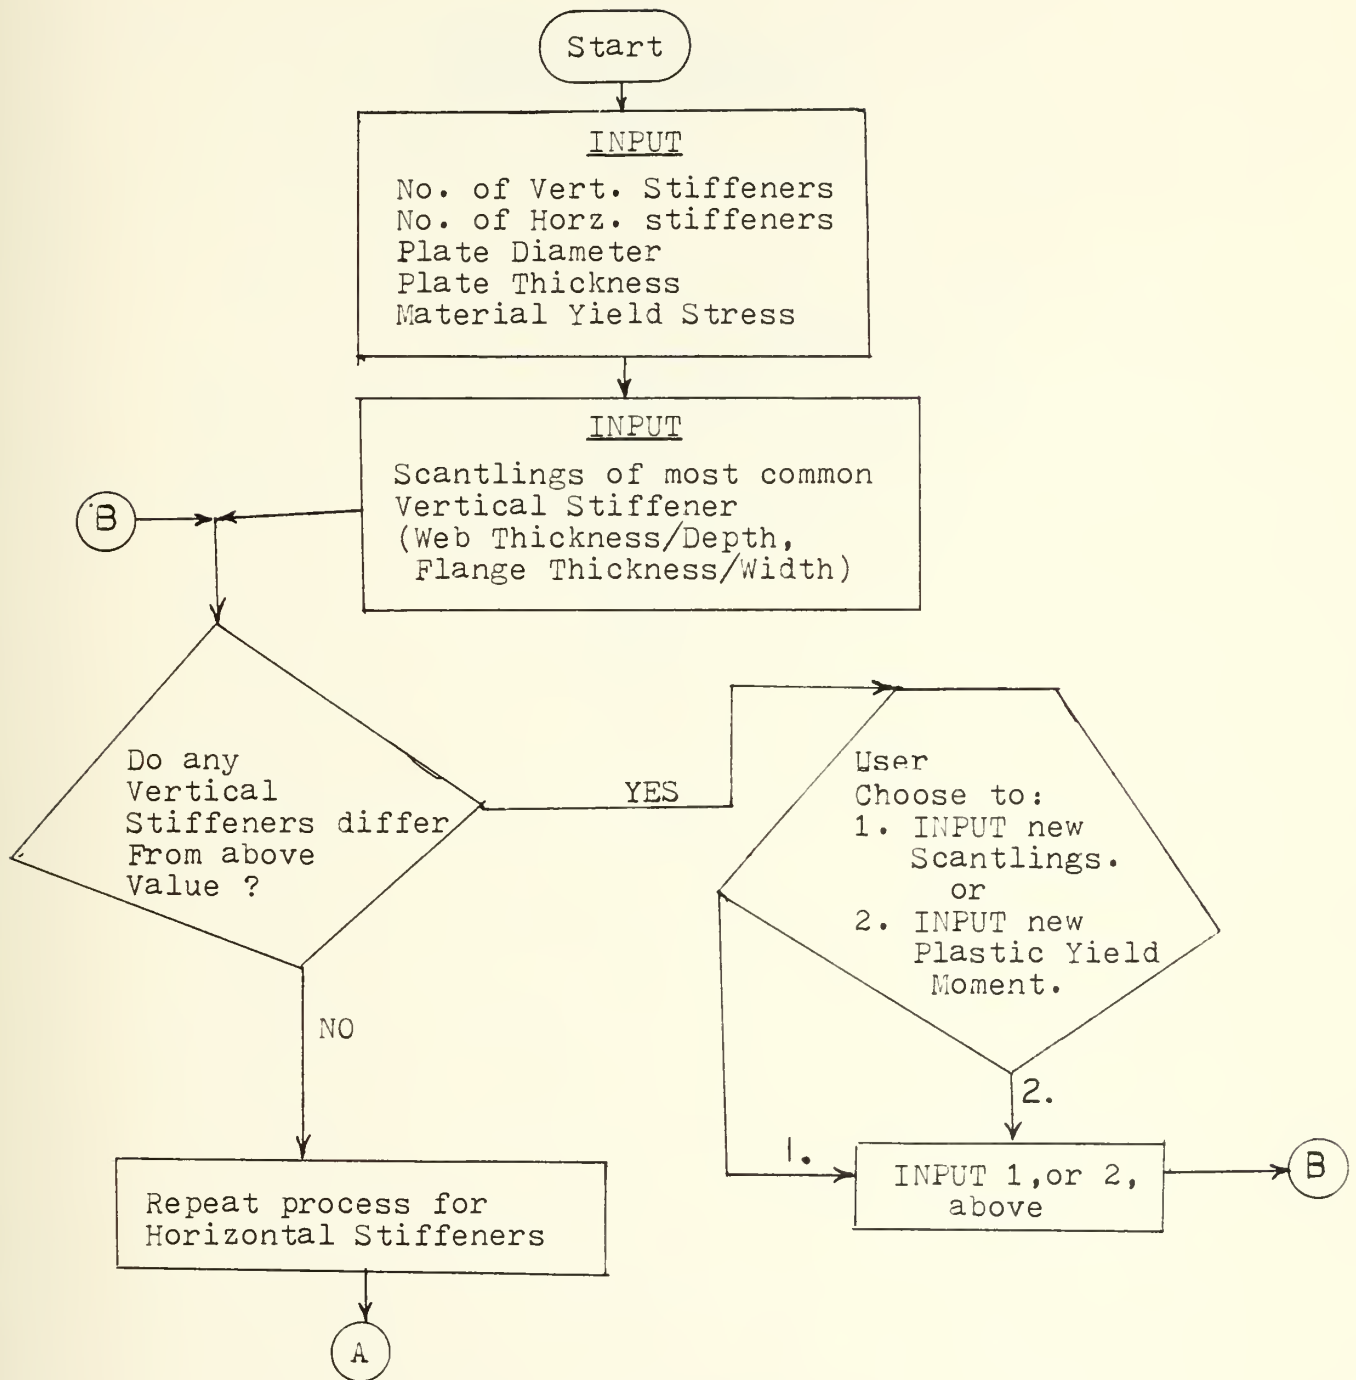 Start
INPUT
No. of Vert. Stiffeners
No. of Horz. stiffeners
Plate Diameter
Plate Thickness
Material Yield Stress
INPUT
Scantlings of most common
Vertical Stiffener
(Web Thickness/Depth,
Flange Thickness/Width)
B
Do any
Vertical
Stiffeners differ
From above
Value ?
YES
User
Choose to:
1. INPUT new
Scantlings.
or
2. INPUT new
Plastic Yield
Moment.
NO
2.
1.
INPUT 1,or 2,
above
B
Repeat process for
Horizontal Stiffeners
A